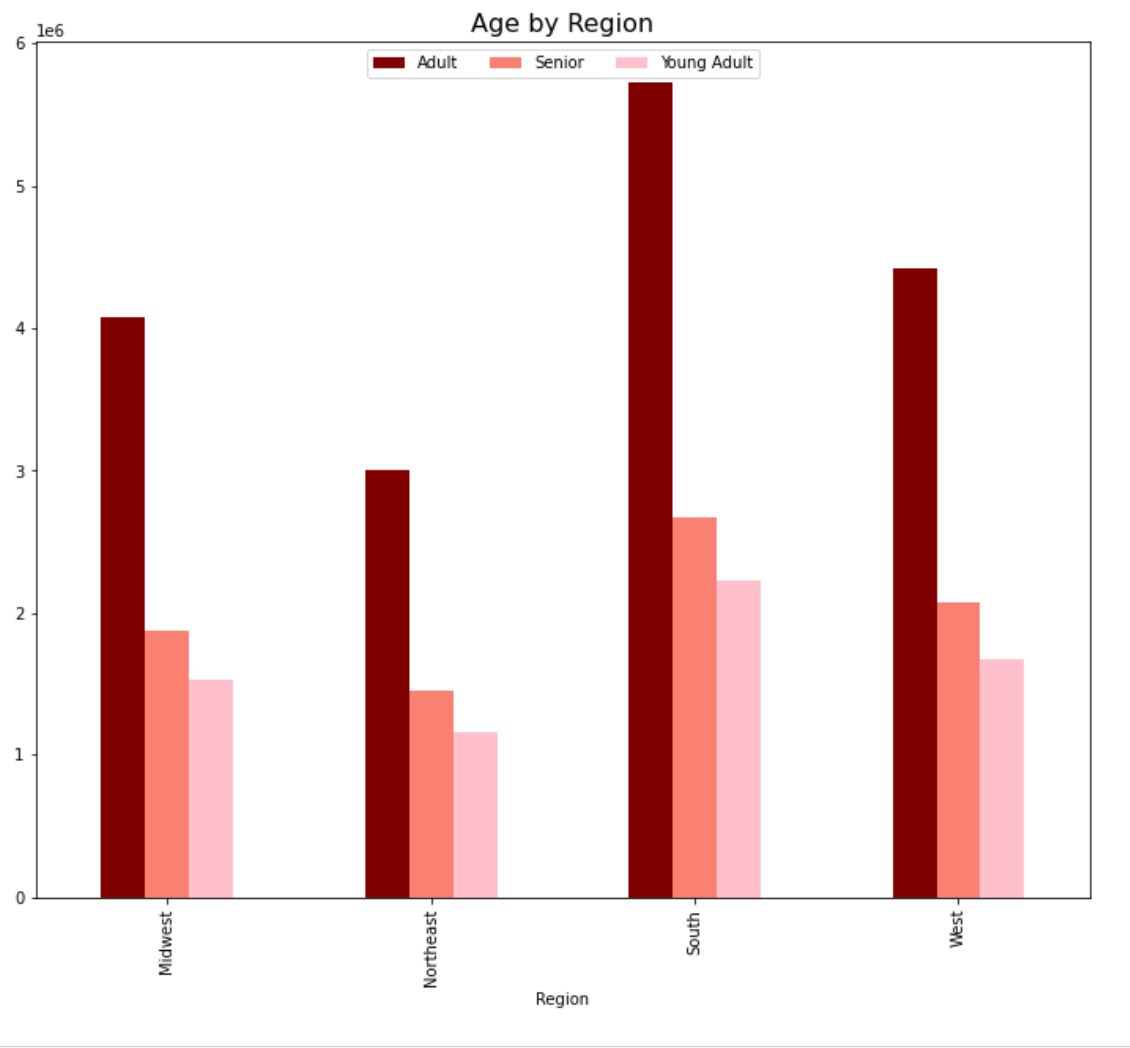 Age by Region
1e6
Adult Senior Young Adult
6
5
4
3
2
1
0
Midwest
Northeast
South
West
Region